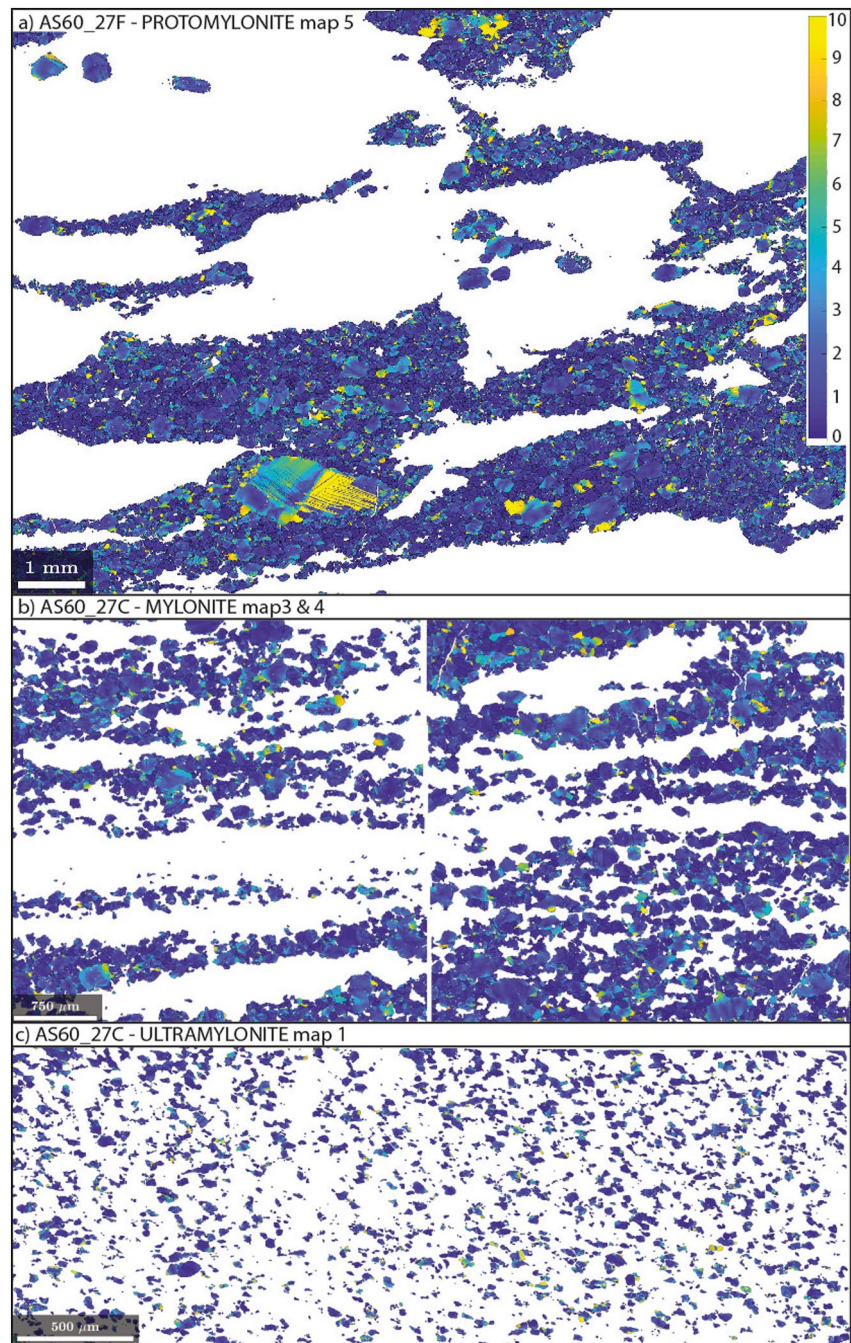 a) AS60_27F - PROTOMYLONITE map 5
10
9
8
7
6
5
4
3
2
1
0
1 mm
b) AS60_27C - MYLONITE map3 & 4
750 μm
c) AS60_27C - ULTRAMYLONITE map 1
500 μm